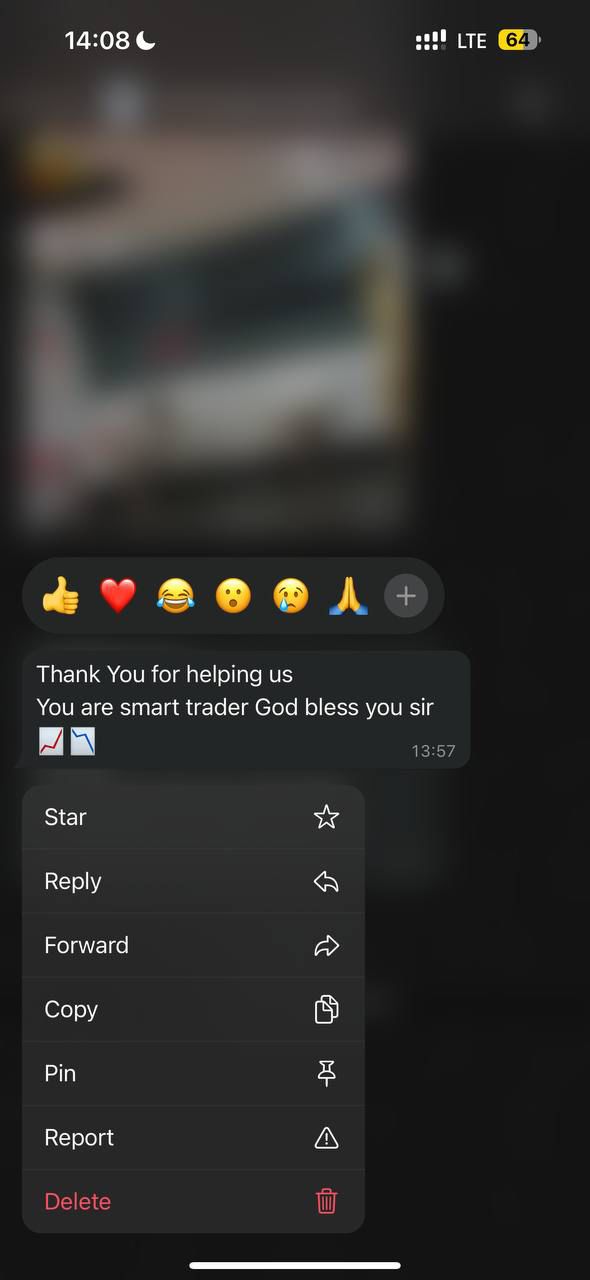 14:08
LTE
64
Thank You for helping us
You are smart trader God bless you sir
📈📉
13:57
Star
Reply
Forward
Copy
Pin
Report
Delete